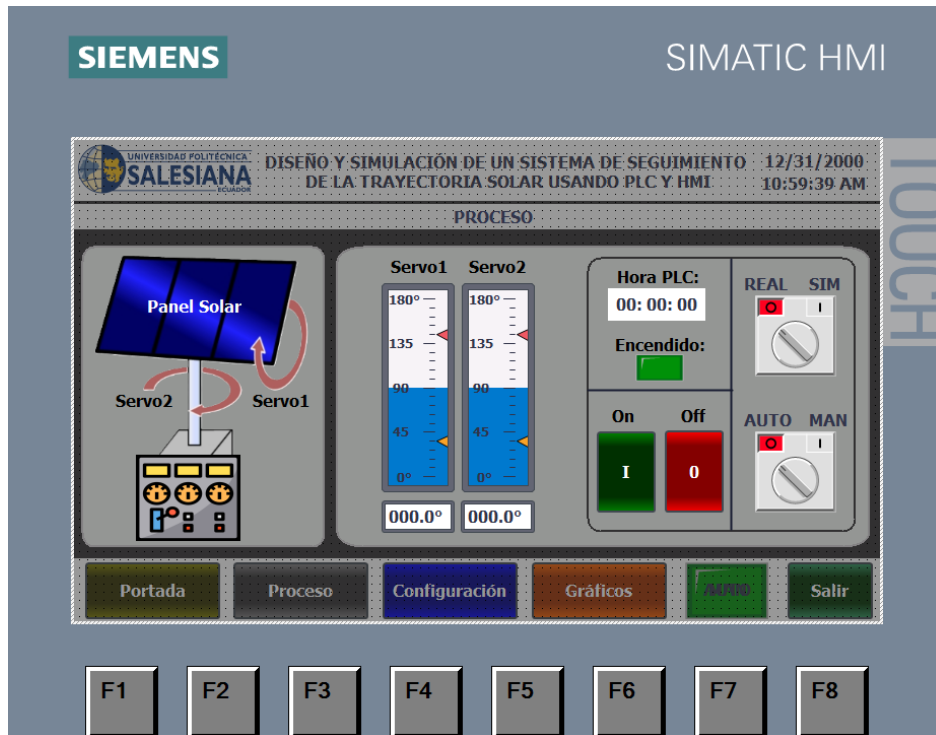 SIEMENS
SIMATIC HMI
TOUCH
UNIVERSIDAD POLITÉCNICA
SALESIANA
ECUADOR
DISEÑO Y SIMULACIÓN DE UN SISTEMA DE SEGUIMIENTO
DE LA TRAYECTORIA SOLAR USANDO PLC Y HMI
12/31/2000
10:59:39 AM
PROCESO
Panel Solar
Servo2
Servo1
Servo1
Servo2
180°
135
90
45
0°
180°
135
90
45
0°
000.0°
000.0°
Hora PLC:
00: 00: 00
Encendido:
On
Off
I
0
REAL
SIM
O
I
AUTO
MAN
O
I
Portada
Proceso
Configuración
Gráficos
Salir
F1
F2
F3
F4
F5
F6
F7
F8